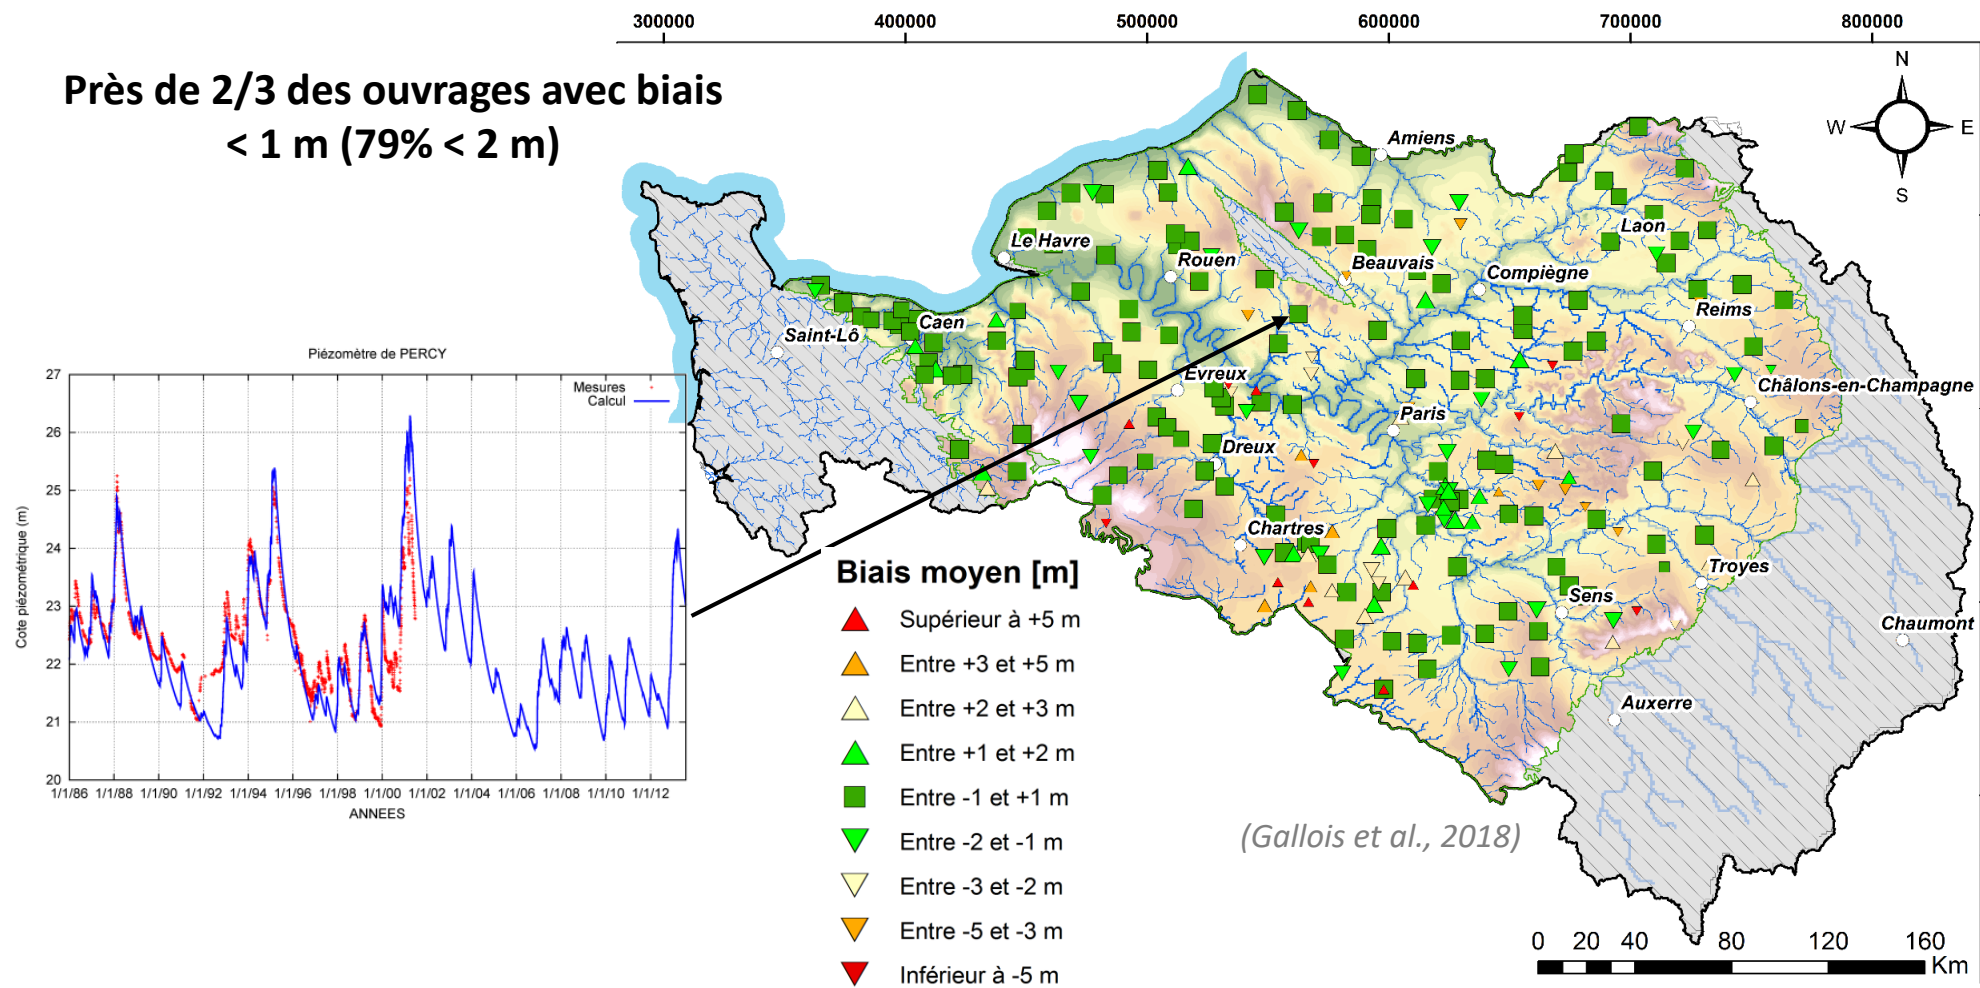 300000 400000 500000 600000 700000 800000
Près de 2/3 des ouvrages avec biais
< 1 m (79% < 2 m)
N
W E
S
Amiens
Laon
Le Havre
Rouen
Beauvais
Compiègne
Reims
Caen
Saint-Lô
Evreux
Châlons-en-Champagne
Paris
Dreux
Chartres
Troyes
Sens
Chaumont
Auxerre
Piézomètre de PERCY
Mesures
Calcul
Cote piézométrique (m)
27
26
25
24
23
22
21
20
1/1/86 1/1/88 1/1/90 1/1/92 1/1/94 1/1/96 1/1/98 1/1/00 1/1/02 1/1/04 1/1/06 1/1/08 1/1/10 1/1/12
ANNEES
Biais moyen [m]
Supérieur à +5 m
Entre +3 et +5 m
Entre +2 et +3 m
Entre +1 et +2 m
Entre -1 et +1 m
Entre -2 et -1 m
Entre -3 et -2 m
Entre -5 et -3 m
Inférieur à -5 m
(Gallois et al., 2018)
0 20 40 80 120 160
Km